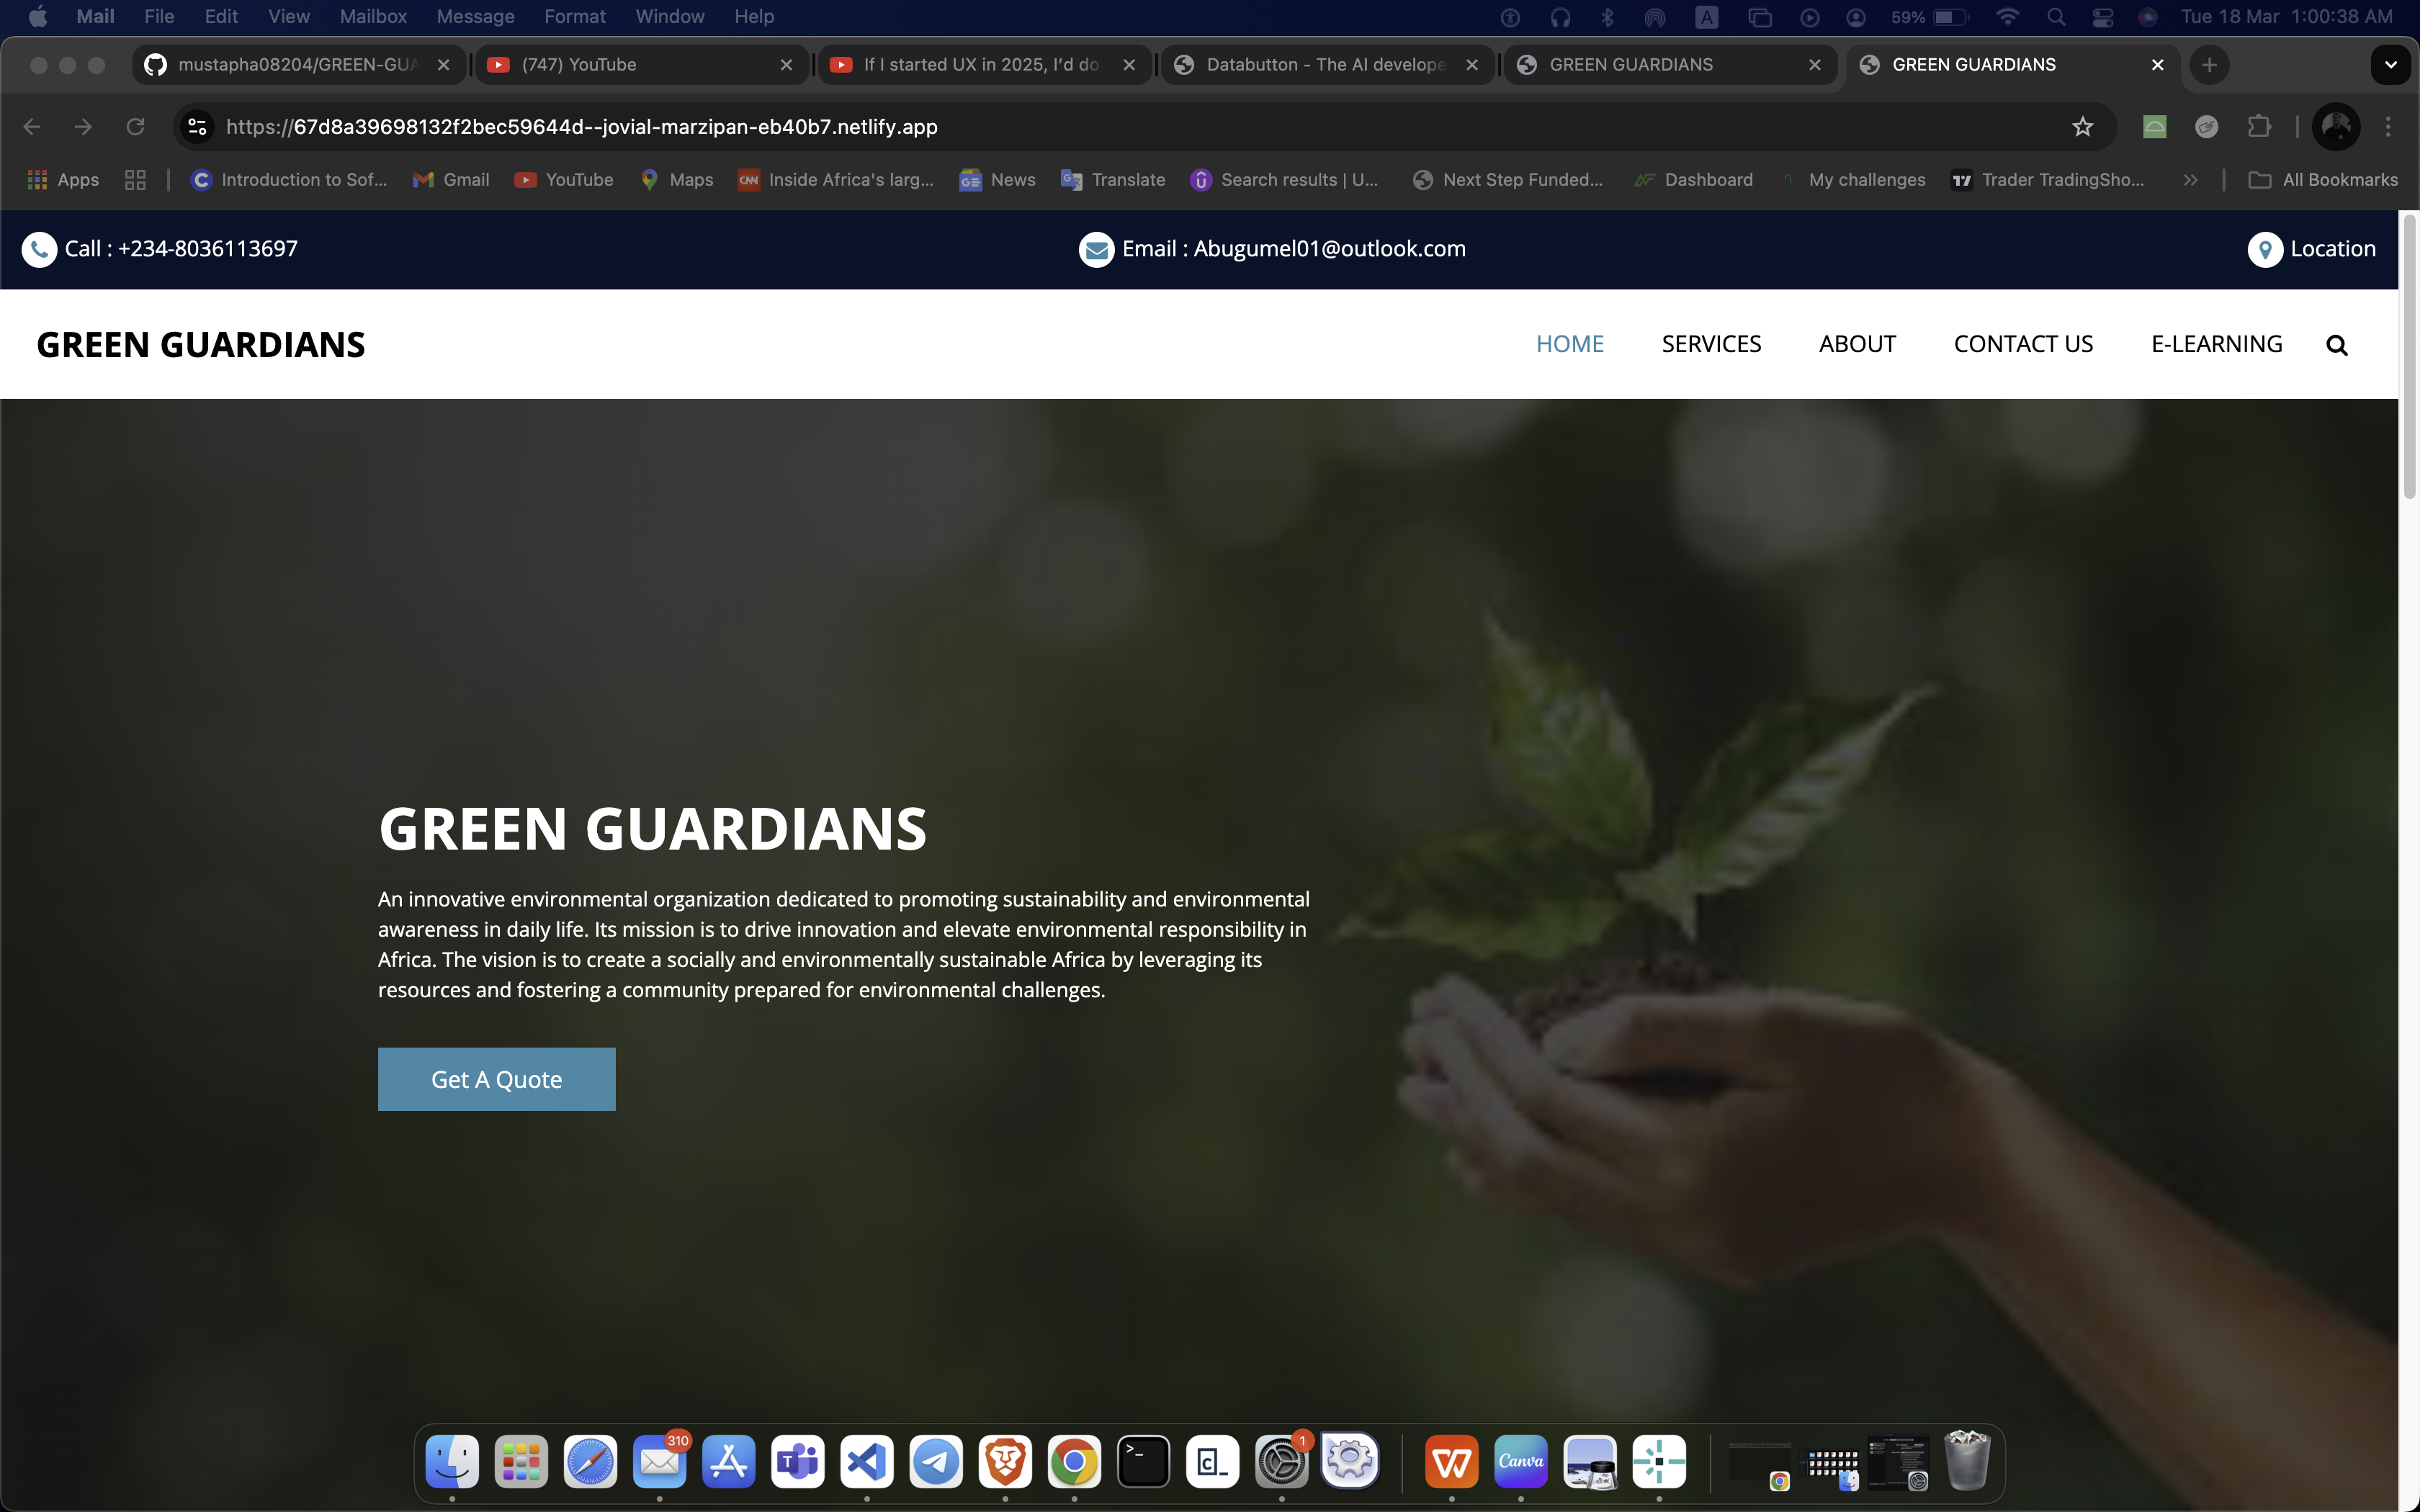 Mail File Edit View Mailbox Message Format Window Help A 59% Tue 18 Mar 1:00:38 AM
mustapha08204/GREEN-GUA (747) YouTube If I started UX in 2025, I'd do Databutton - The AI develope GREEN GUARDIANS GREEN GUARDIANS
https://67d8a39698132f2bec59644d--jovial-marzipan-eb40b7.netlify.app
Apps Introduction to Sof... Gmail YouTube Maps Inside Africa's larg... News Translate Search results | U... Next Step Funded... Dashboard My challenges Trader TradingSho... All Bookmarks
Call : +234-8036113697 Email : Abugumel01@outlook.com Location
GREEN GUARDIANS HOME SERVICES ABOUT CONTACT US E-LEARNING
GREEN GUARDIANS
An innovative environmental organization dedicated to promoting sustainability and environmental
awareness in daily life. Its mission is to drive innovation and elevate environmental responsibility in
Africa. The vision is to create a socially and environmentally sustainable Africa by leveraging its
resources and fostering a community prepared for environmental challenges.
Get A Quote
310
1
Canva